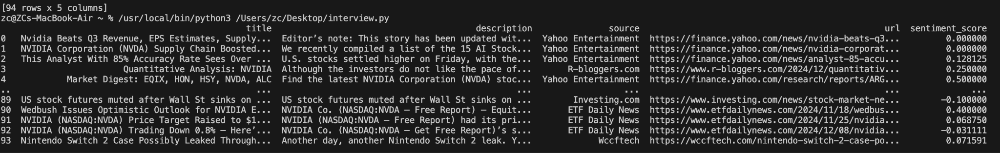 [94 rows x 5 columns]
zc@ZCs-MacBook-Air ~ % /usr/local/bin/python3 /Users/zc/Desktop/interview.py
title description source url sentiment_score
0 Nvidia Beats Q3 Revenue, EPS Estimates, Supply... Editor’s note: This story has been updated wit... Yahoo Entertainment https://finance.yahoo.com/news/nvidia-beats-q3... 0.000000
1 NVIDIA Corporation (NVDA) Supply Chain Boosted... We recently compiled a list of the 15 AI Stock... Yahoo Entertainment https://finance.yahoo.com/news/nvidia-corporat... 0.000000
2 This Analyst With 85% Accuracy Rate Sees Over ... U.S. stocks settled higher on Friday, with the... Yahoo Entertainment https://finance.yahoo.com/news/analyst-85-accu... 0.128125
3 Quantitative Analysis: NVIDIA Although the investors do not like the pace of... R-bloggers.com https://www.r-bloggers.com/2024/12/quantitativ... 0.250000
4 Market Digest: EQIX, HON, HSY, NVDA, ALC Find the latest NVIDIA Corporation (NVDA) stoc... Yahoo Entertainment https://finance.yahoo.com/research/reports/ARG... 0.500000
.. ... ... ... ... ...
89 US stock futures muted after Wall St sinks on ... US stock futures muted after Wall St sinks on ... Investing.com https://www.investing.com/news/stock-market-ne... -0.100000
90 Wedbush Issues Optimistic Outlook for NVIDIA E... NVIDIA Co. (NASDAQ:NVDA – Free Report) – Equit... ETF Daily News https://www.etfdailynews.com/2024/11/18/wedbus... 0.400000
91 NVIDIA (NASDAQ:NVDA) Price Target Raised to $1... NVIDIA (NASDAQ:NVDA – Free Report) had its pri... ETF Daily News https://www.etfdailynews.com/2024/11/25/nvidia... 0.068750
92 NVIDIA (NASDAQ:NVDA) Trading Down 0.8% – Here’... NVIDIA Co. (NASDAQ:NVDA – Get Free Report)’s s... ETF Daily News https://www.etfdailynews.com/2024/12/08/nvidia... -0.031111
93 Nintendo Switch 2 Case Possibly Leaked Through... Another day, another Nintendo Switch 2 leak. Y... Wccftech https://wccftech.com/nintendo-switch-2-case-po... 0.071591